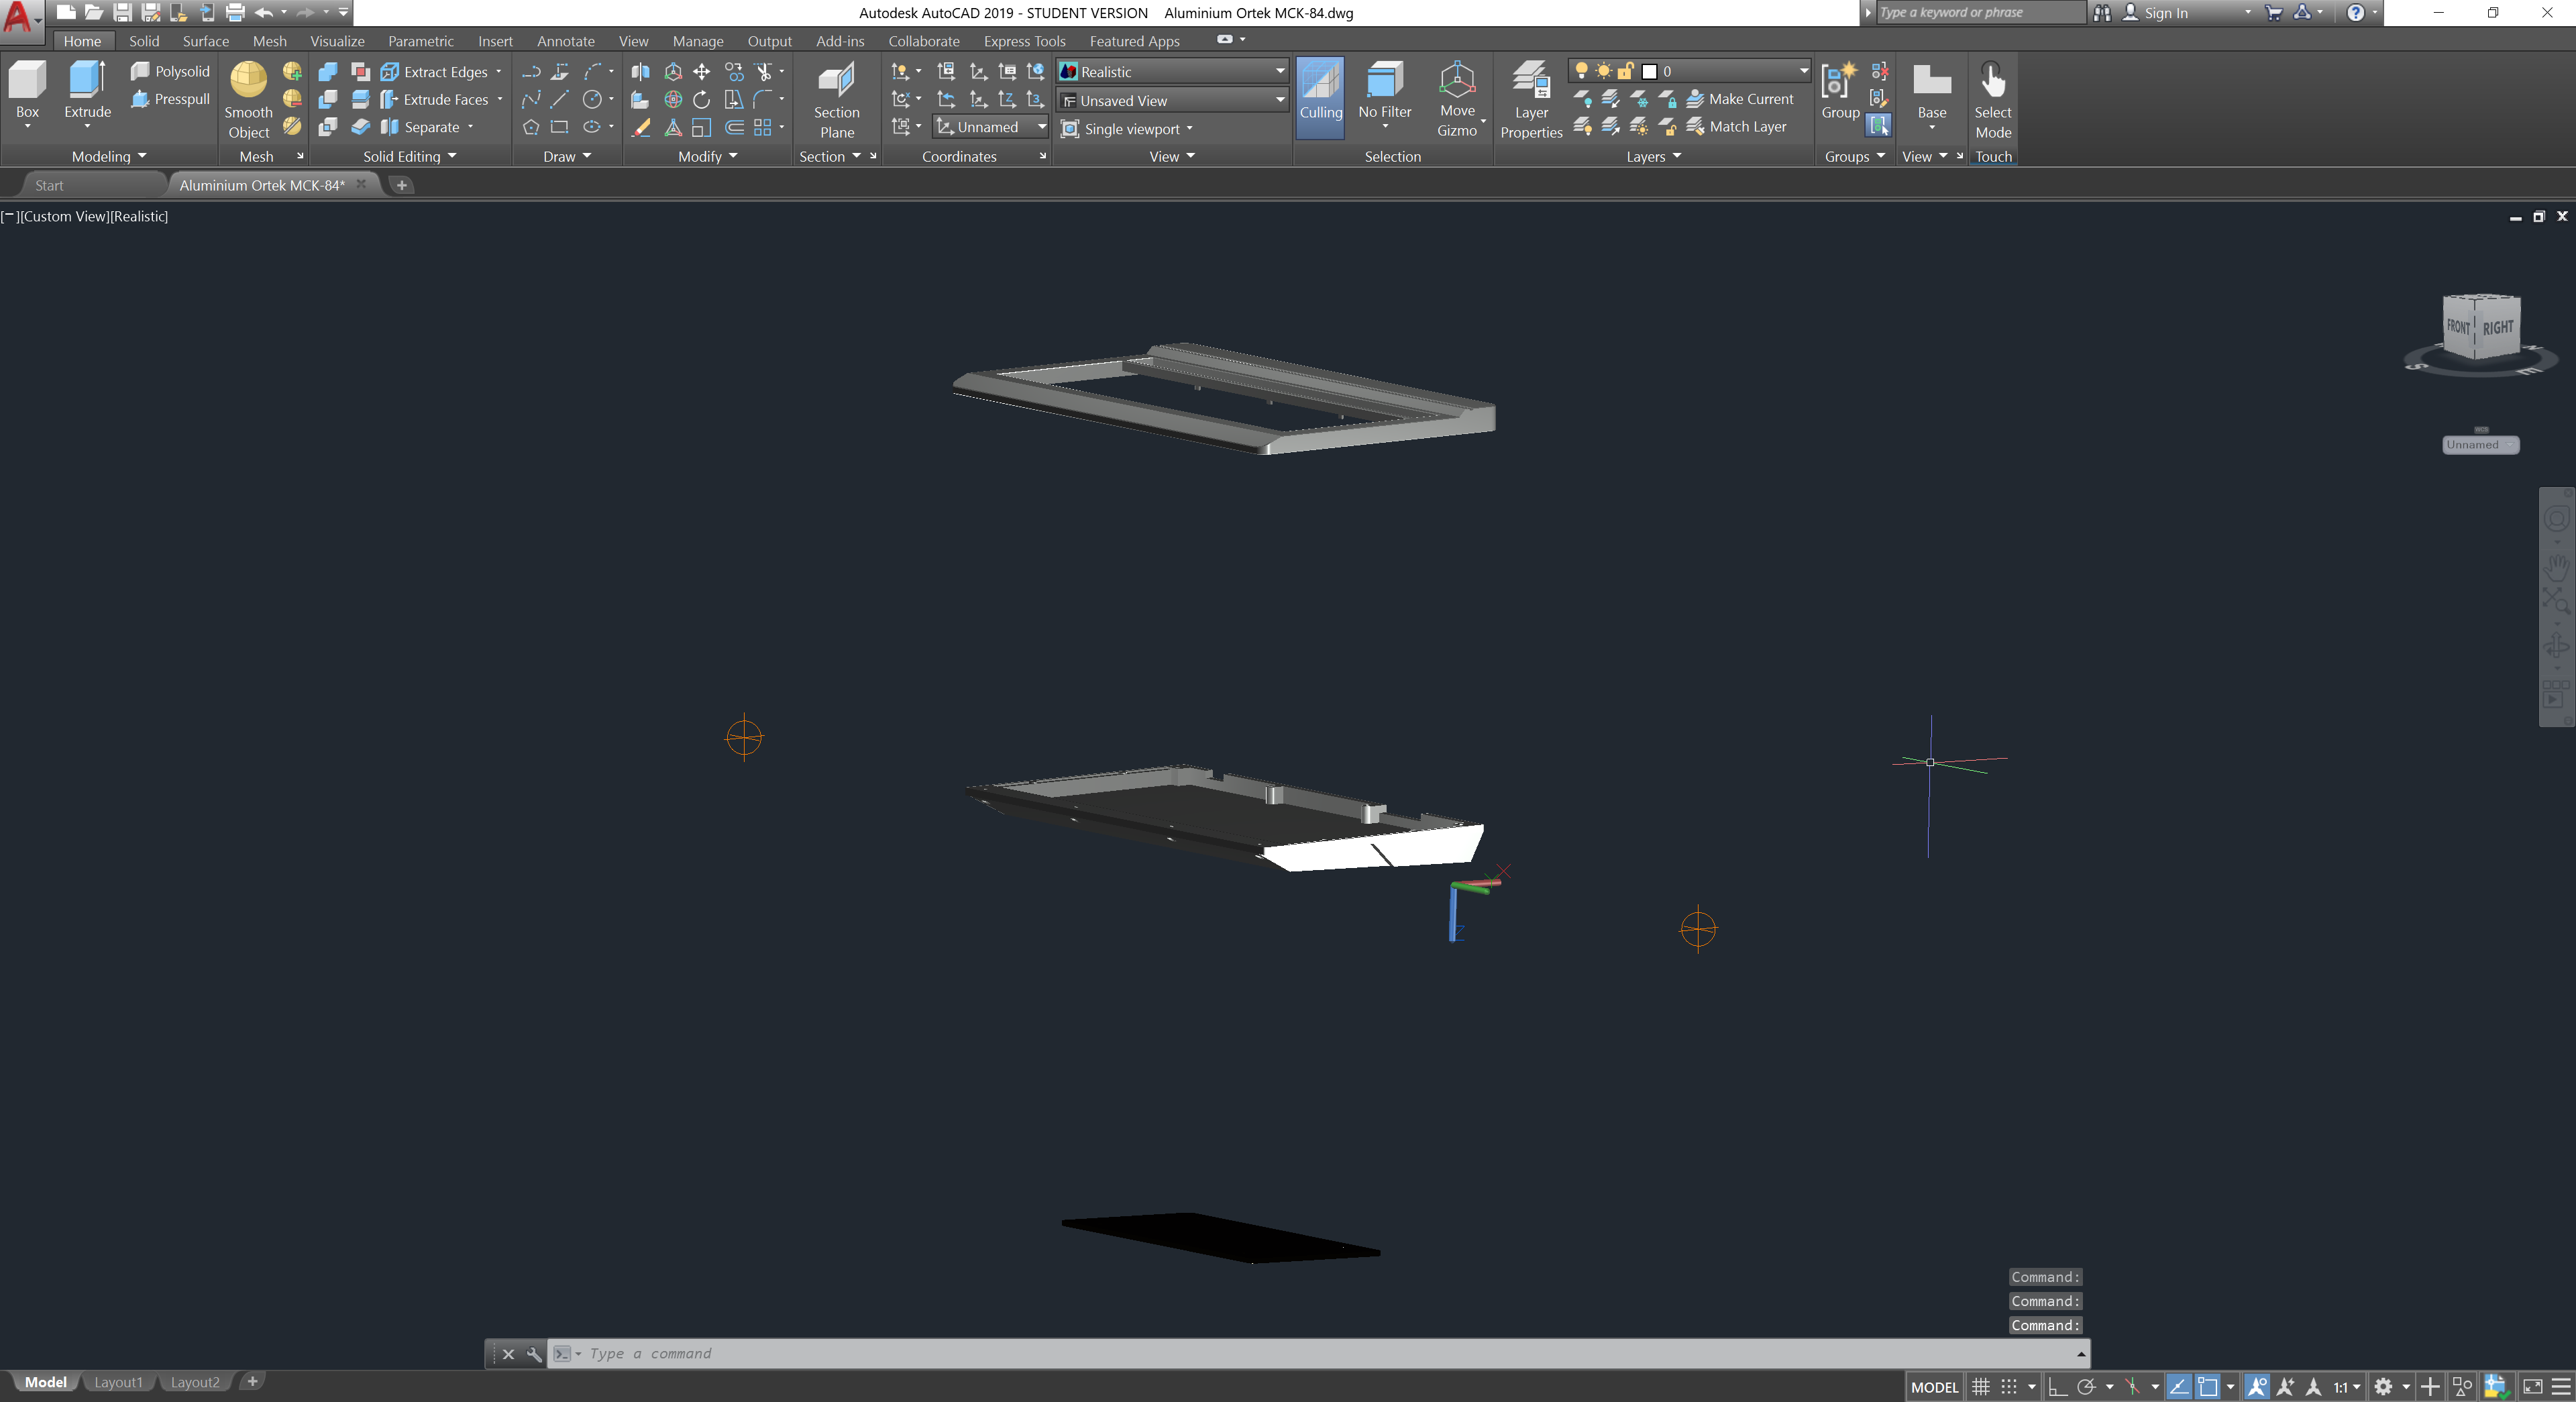 Autodesk AutoCAD 2019 - STUDENT VERSION Aluminium Ortek MCK-84.dwg
Type a keyword or phrase
Sign In
Home Solid Surface Mesh Visualize Parametric Insert Annotate View Manage Output Add-ins Collaborate Express Tools Featured Apps
Polysolid Extract Edges Realistic 0
Presspull Extrude Faces Unsaved View Make Current
Box Extrude Smooth Object Separate Section Plane Unnamed Single viewport Culling No Filter Move Gizmo Layer Properties Match Layer Group Base Select Mode
Modeling Mesh Solid Editing Draw Modify Section Coordinates View Selection Layers Groups View Touch
Start Aluminium Ortek MCK-84*
[−][Custom View][Realistic]
FRONT RIGHT
S E
WCS
Unnamed
X
Z
Command:
Command:
Command:
Type a command
Model Layout1 Layout2
MODEL 1:1